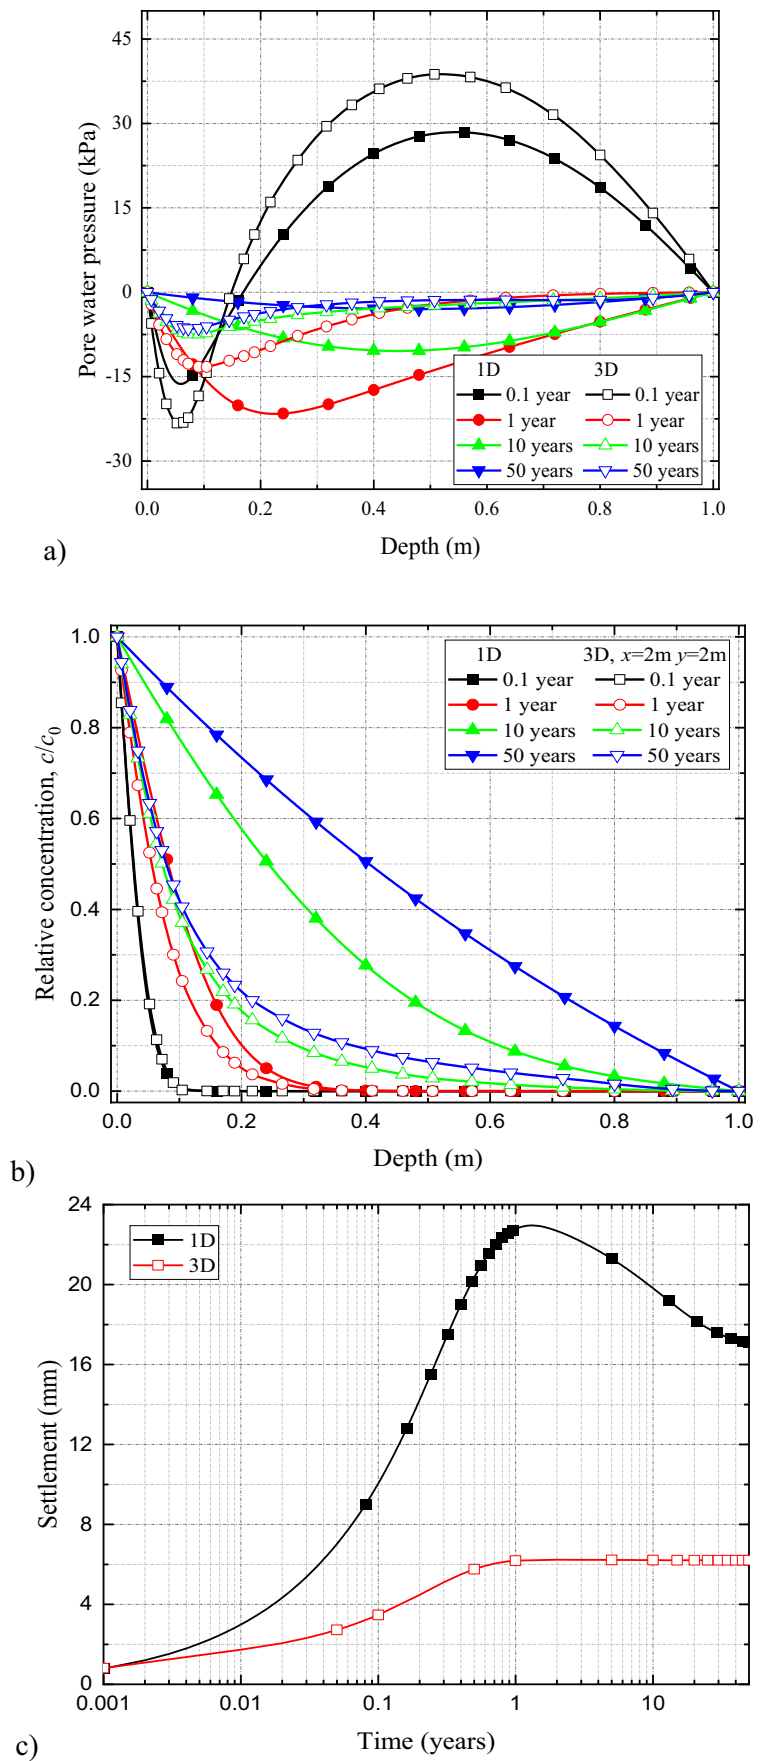 45
30
15
0
-15
-30
Pore water pressure (kPa)
1D 3D
0.1 year 0.1 year
1 year 1 year
10 years 10 years
50 years 50 years
0.0 0.2 0.4 0.6 0.8 1.0
Depth (m)
a)
1.0
0.8
0.6
0.4
0.2
0.0
Relative concentration, c/c0
1D 3D, x=2m y=2m
0.1 year 0.1 year
1 year 1 year
10 years 10 years
50 years 50 years
0.0 0.2 0.4 0.6 0.8 1.0
Depth (m)
b)
24
20
16
12
8
4
0
Settlement (mm)
1D
3D
0.001 0.01 0.1 1 10
Time (years)
c)